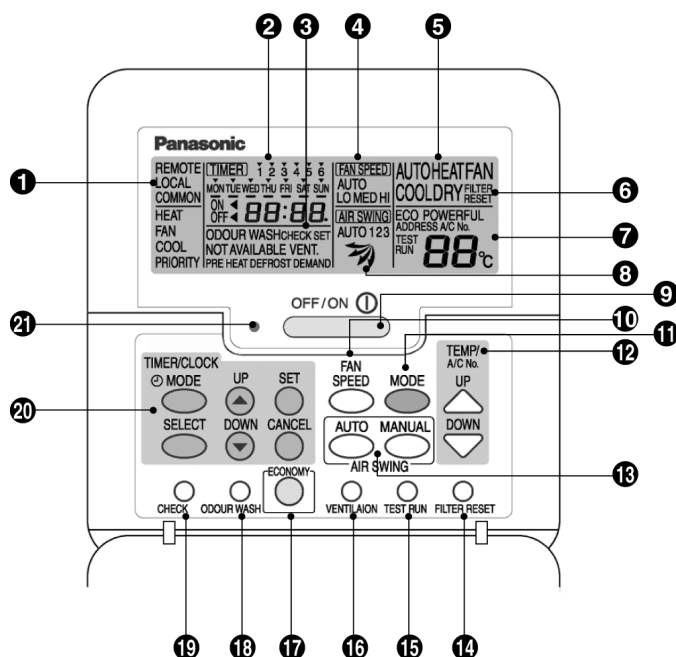 2 3 4 5
Panasonic
1
REMOTE
LOCAL
COMMON
HEAT
FAN
COOL
PRIORITY
TIMER 1 2 3 4 5 6
MON TUE WED THU FRI SAT SUN
ON
OFF 88:88.
ODOUR WASH CHECK SET
NOT AVAILABLE VENT.
PRE HEAT DEFROST DEMAND
FAN SPEED
AUTO
LO MED HI
AIR SWING
AUTO 1 2 3
AUTO HEAT FAN
COOL DRY FILTER
RESET
ECO POWERFUL
ADDRESS A/C No.
TEST
RUN 88°C
6
7
8
OFF/ON
9
21
10
11
12
TIMER/CLOCK
MODE UP SET
SELECT DOWN CANCEL
20
FAN
SPEED MODE
TEMP/
A/C No.
UP
DOWN
AUTO MANUAL
AIR SWING
13
ECONOMY
CHECK ODOUR WASH VENTILAION TEST RUN FILTER RESET
19 18 17 16 15 14